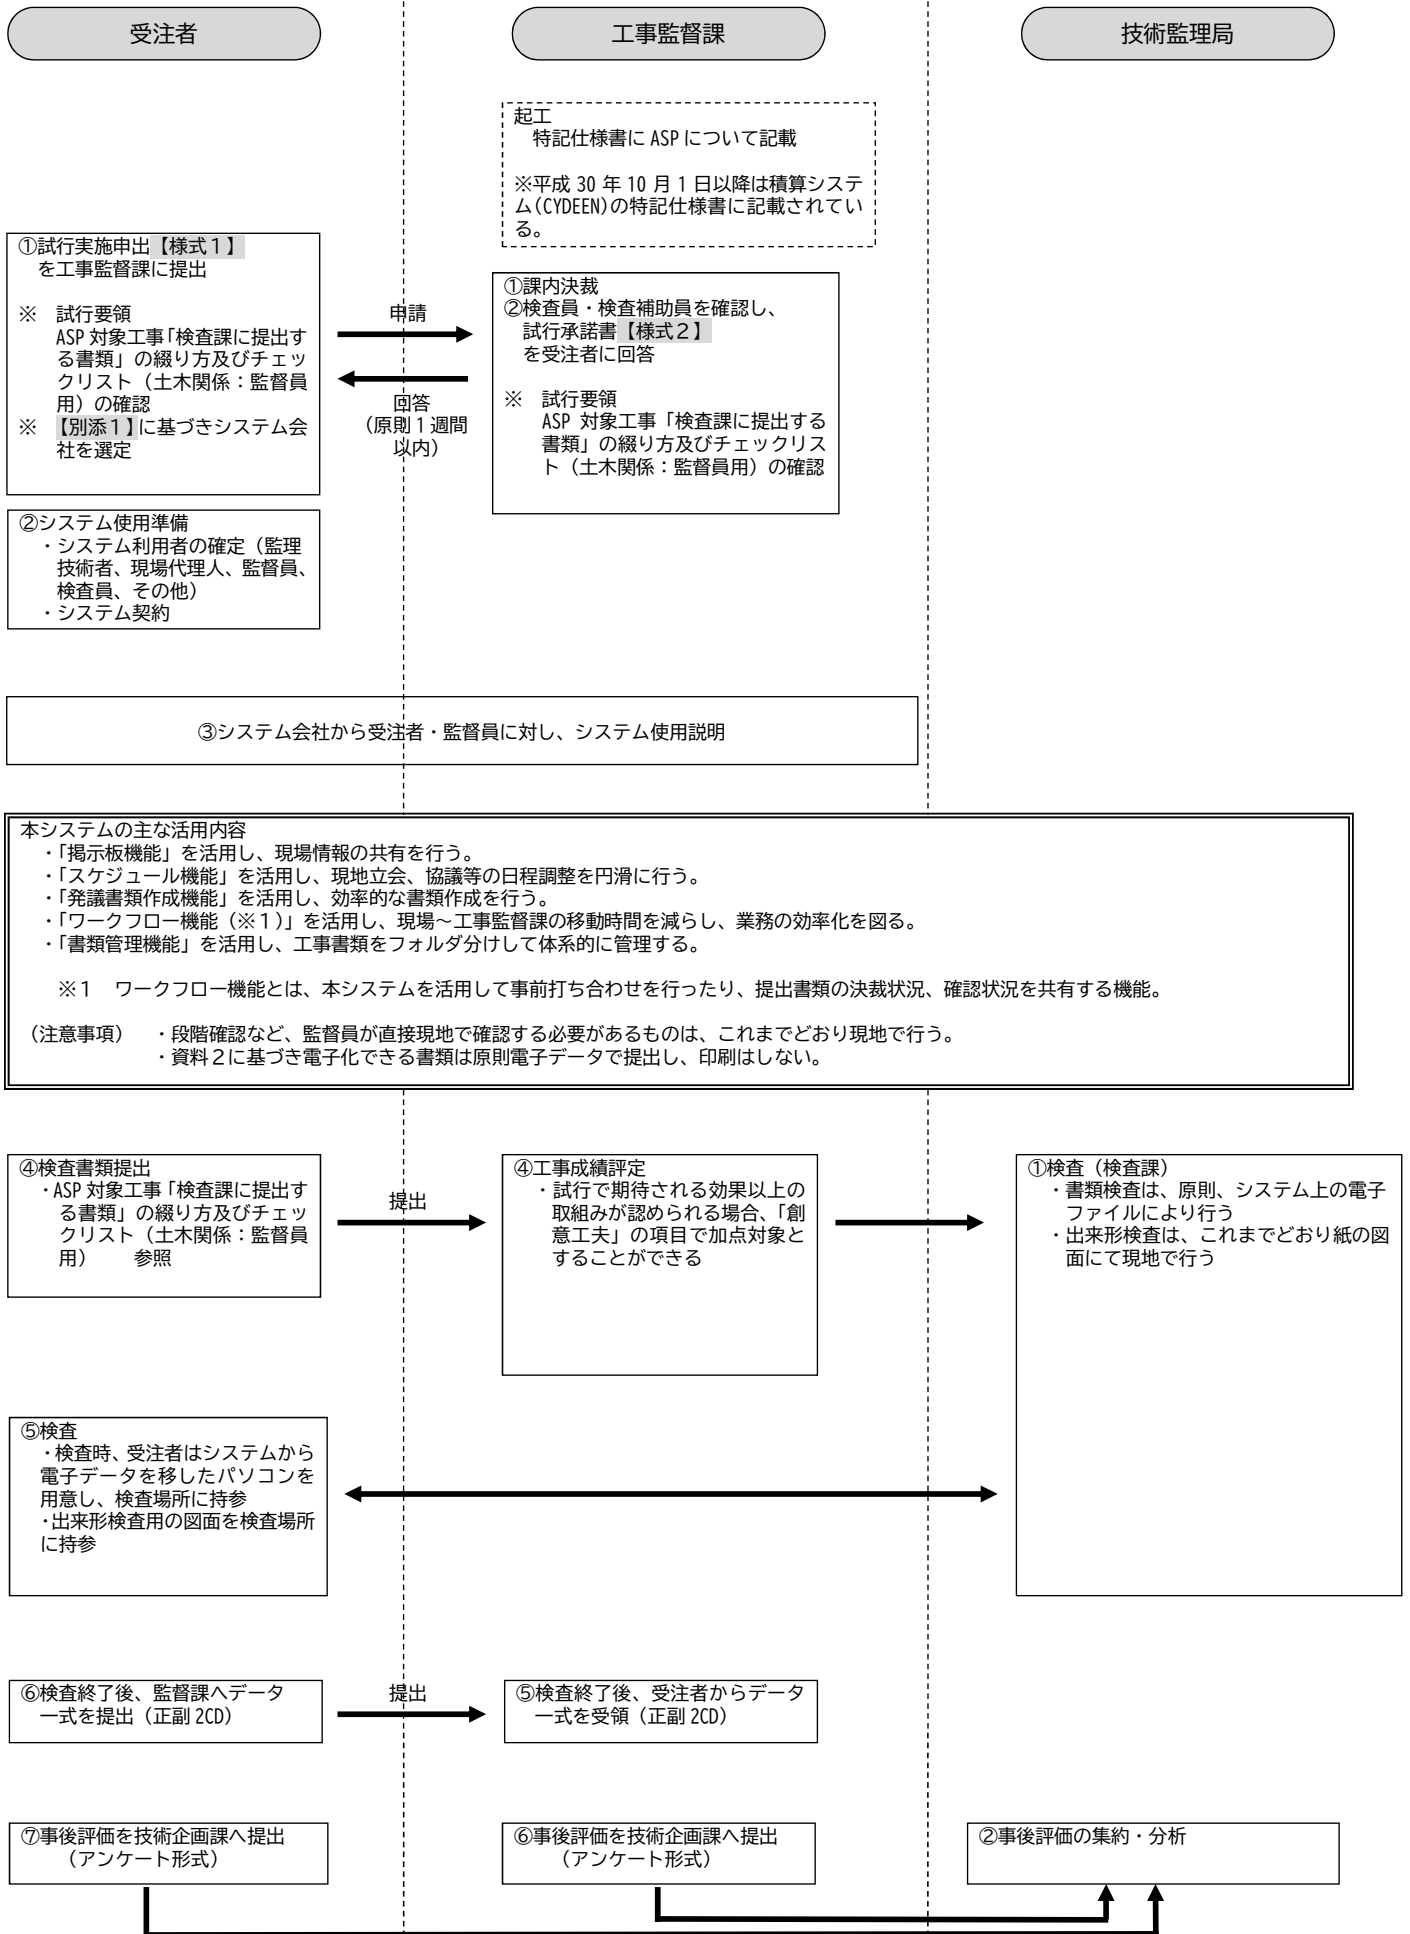 受注者
工事監督課
技術監理局
起工
特記仕様書に ASP について記載
※平成 30 年 10 月 1 日以降は積算システ
ム(CYDEEN)の特記仕様書に記載されてい
る。
①試行実施申出【様式１】
を工事監督課に提出
※　試行要領
ASP 対象工事「検査課に提出す
る書類」の綴り方及びチェッ
クリスト（土木関係：監督員
用）の確認
※　【別添１】に基づきシステム会
社を選定
申請
回答
（原則１週間
以内）
①課内決裁
②検査員・検査補助員を確認し、
試行承諾書【様式２】
を受注者に回答
※　試行要領
ASP 対象工事「検査課に提出する
書類」の綴り方及びチェックリス
ト（土木関係：監督員用）の確認
②システム使用準備
・システム利用者の確定（監理
技術者、現場代理人、監督員、
検査員、その他）
・システム契約
③システム会社から受注者・監督員に対し、システム使用説明
本システムの主な活用内容
・「掲示板機能」を活用し、現場情報の共有を行う。
・「スケジュール機能」を活用し、現地立会、協議等の日程調整を円滑に行う。
・「発議書類作成機能」を活用し、効率的な書類作成を行う。
・「ワークフロー機能（※１）」を活用し、現場～工事監督課の移動時間を減らし、業務の効率化を図る。
・「書類管理機能」を活用し、工事書類をフォルダ分けして体系的に管理する。
※１　ワークフロー機能とは、本システムを活用して事前打ち合わせを行ったり、提出書類の決裁状況、確認状況を共有する機能。
（注意事項）　・段階確認など、監督員が直接現地で確認する必要があるものは、これまでどおり現地で行う。
・資料２に基づき電子化できる書類は原則電子データで提出し、印刷はしない。
④検査書類提出
・ASP 対象工事「検査課に提出す
る書類」の綴り方及びチェッ
クリスト（土木関係：監督員
用）　　参照
提出
④工事成績評定
・試行で期待される効果以上の
取組みが認められる場合、「創
意工夫」の項目で加点対象と
することができる
①検査（検査課）
・書類検査は、原則、システム上の電子
ファイルにより行う
・出来形検査は、これまでどおり紙の図
面にて現地で行う
⑤検査
・検査時、受注者はシステムから
電子データを移したパソコンを
用意し、検査場所に持参
・出来形検査用の図面を検査場所
に持参
⑥検査終了後、監督課へデータ
一式を提出（正副 2CD）
提出
⑤検査終了後、受注者からデータ
一式を受領（正副 2CD）
⑦事後評価を技術企画課へ提出
（アンケート形式）
⑥事後評価を技術企画課へ提出
（アンケート形式）
②事後評価の集約・分析